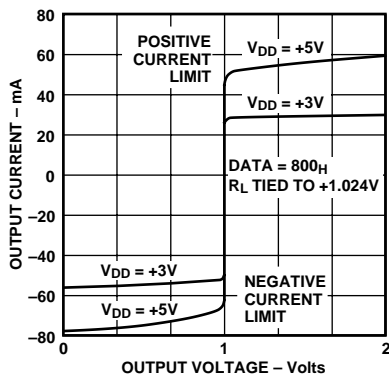 80
60
40
20
0
–20
–40
–60
–80
OUTPUT CURRENT – mA
POSITIVE
CURRENT
LIMIT
V_DD = +5V
V_DD = +3V
DATA = 800_H
R_L TIED TO +1.024V
V_DD = +3V
V_DD = +5V
NEGATIVE
CURRENT
LIMIT
0
1
2
OUTPUT VOLTAGE – Volts